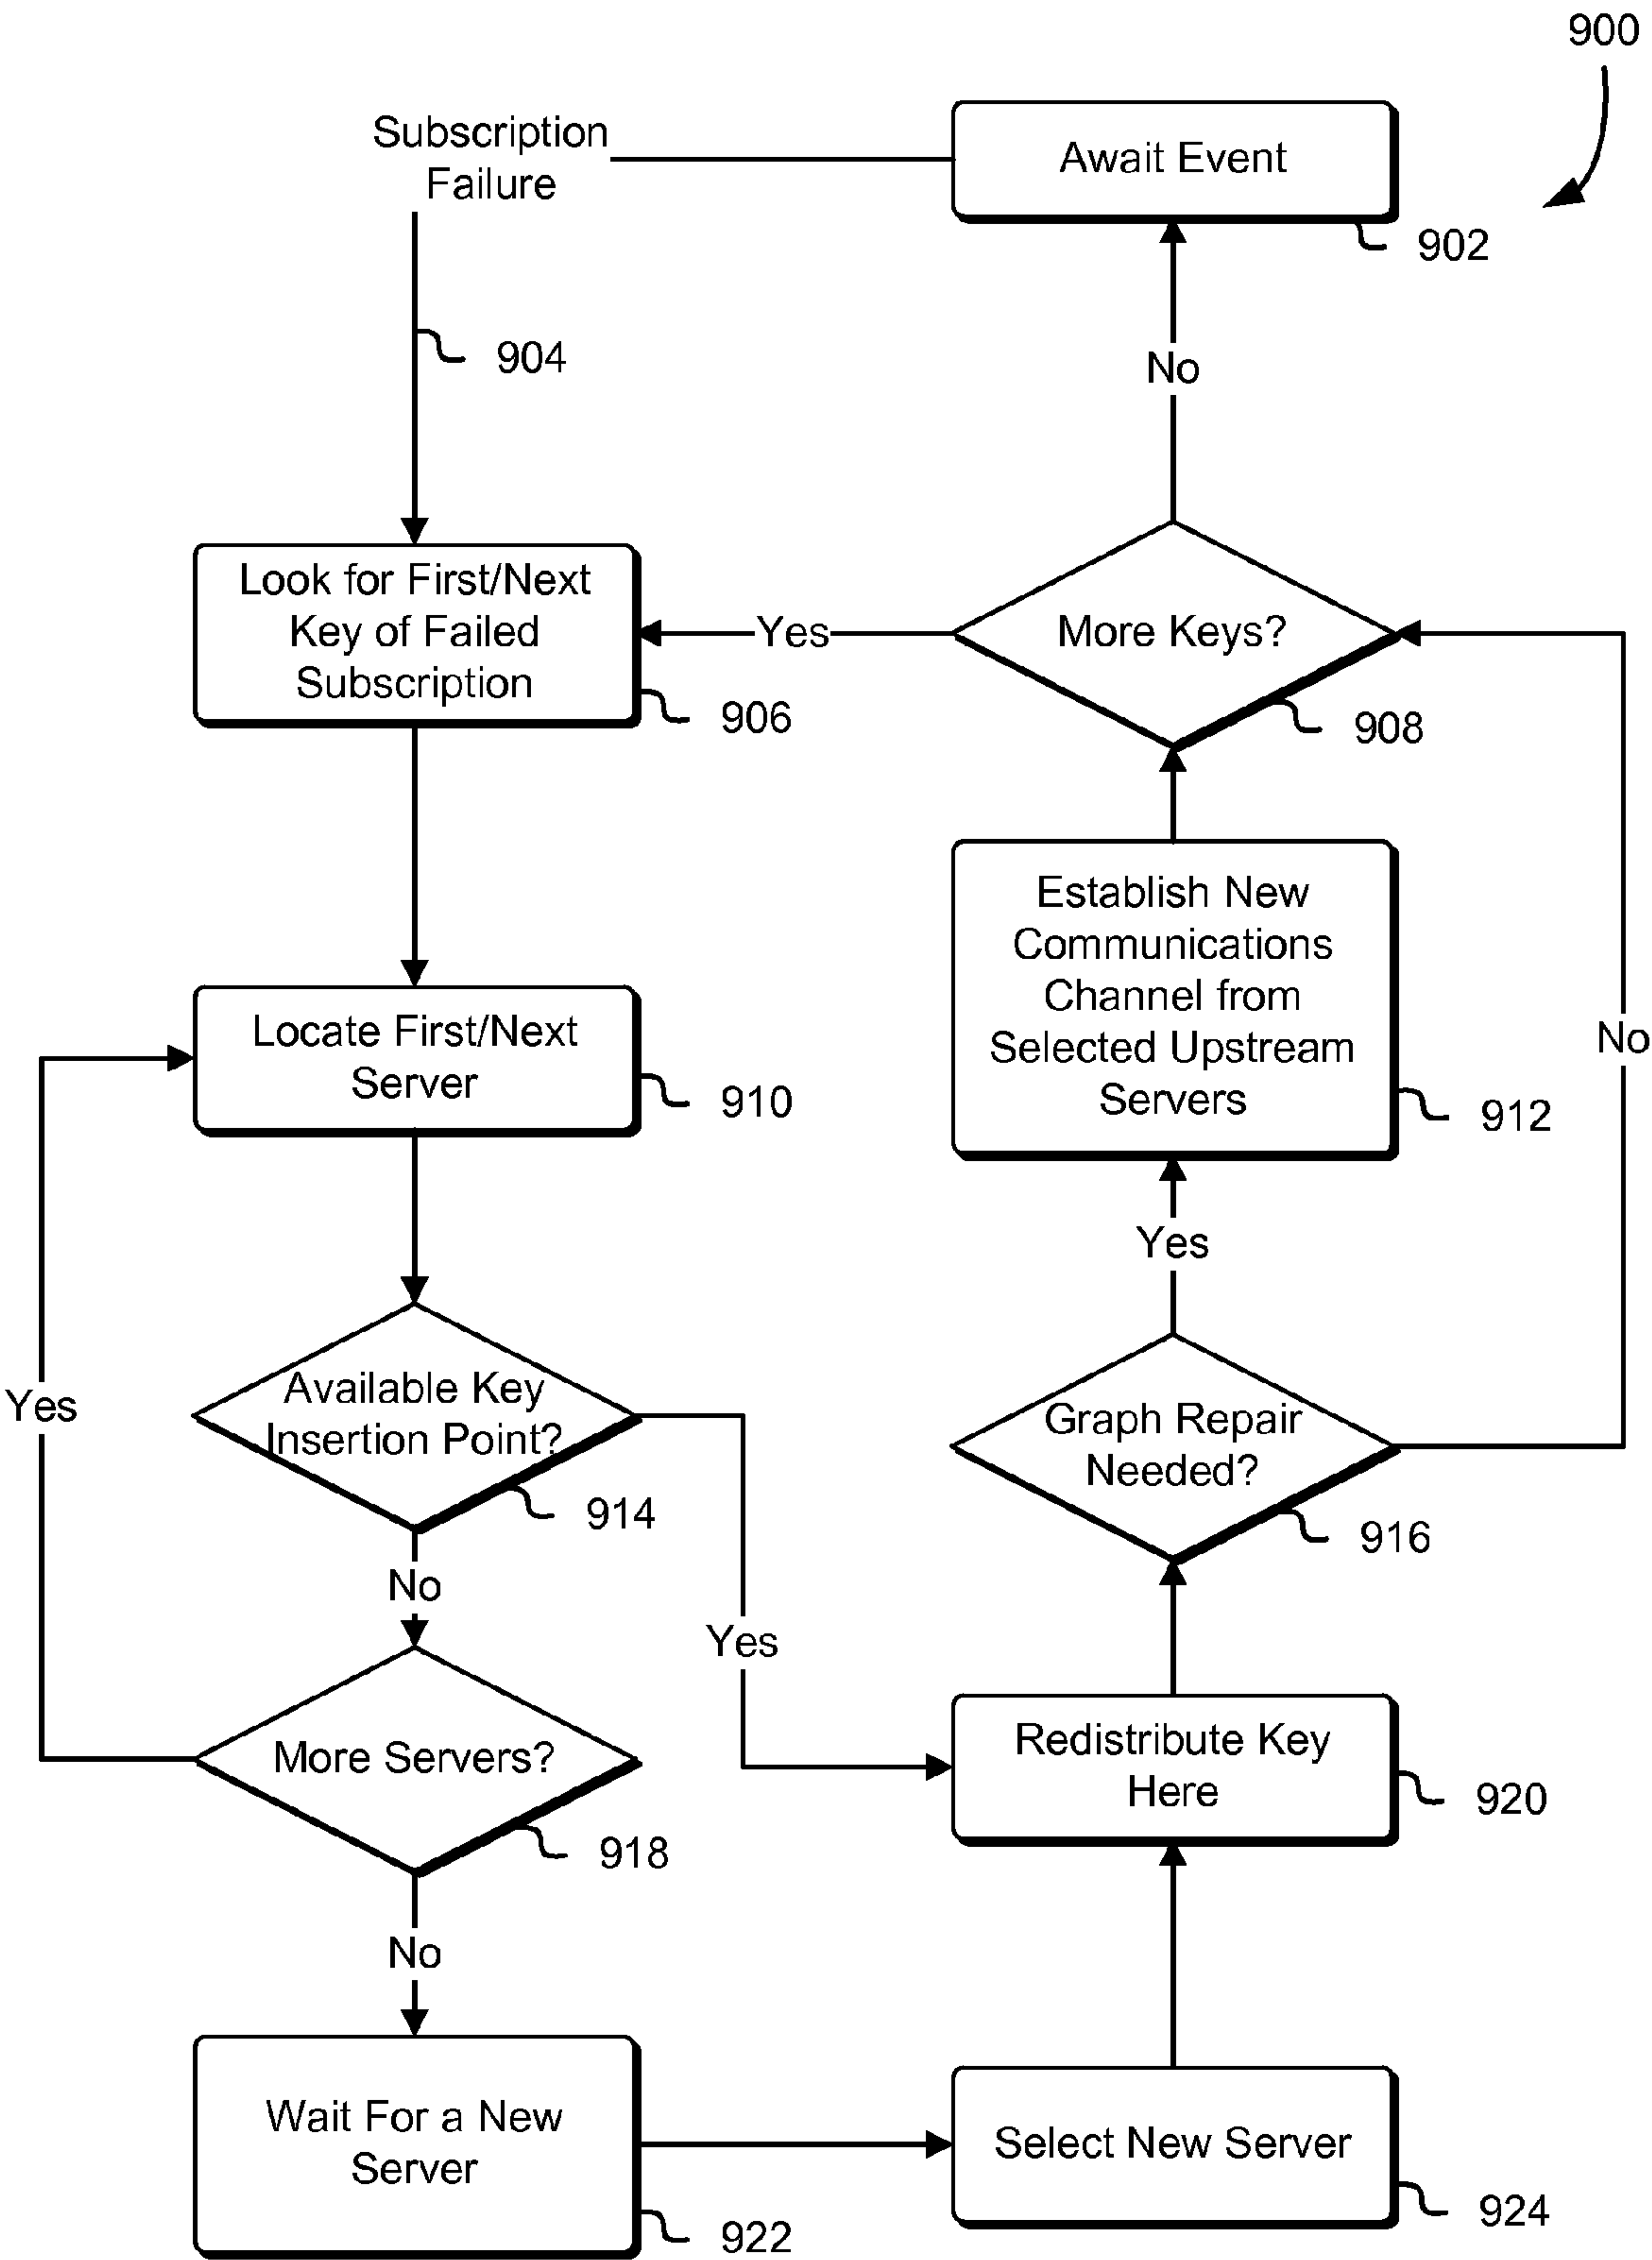 900
Subscription
Failure
Await Event
902
904
No
Look for First/Next
Key of Failed
Subscription
906
Yes
More Keys?
908
Establish New
Communications
Channel from
Selected Upstream
Servers
912
No
Locate First/Next
Server
910
Yes
Available Key
Insertion Point?
914
Yes
Graph Repair
Needed?
916
No
Yes
More Servers?
918
Redistribute Key
Here
920
No
Wait For a New
Server
922
Select New Server
924